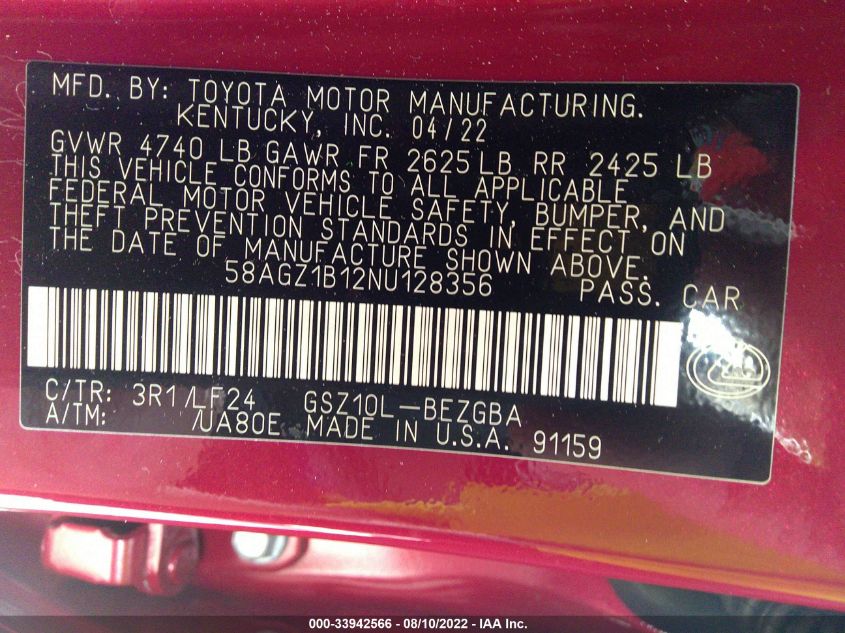 MFD. BY: TOYOTA MOTOR MANUFACTURING.
KENTUCKY, INC. 04/22
GVWR 4740 LB GAWR FR 2625 LB RR 2425 LB
THIS VEHICLE CONFORMS TO ALL APPLICABLE
FEDERAL MOTOR VEHICLE SAFETY, BUMPER, AND
THEFT PREVENTION STANDARDS IN EFFECT ON
THE DATE OF MANUFACTURE SHOWN ABOVE.
58AGZ1B12NU128356 PASS. CAR
C/TR: 3R1/LF24 GSZ10L-BEZGBA
A/TM: /UA80E MADE IN U.S.A. 91159
000-33942566 - 08/10/2022 - IAA Inc.